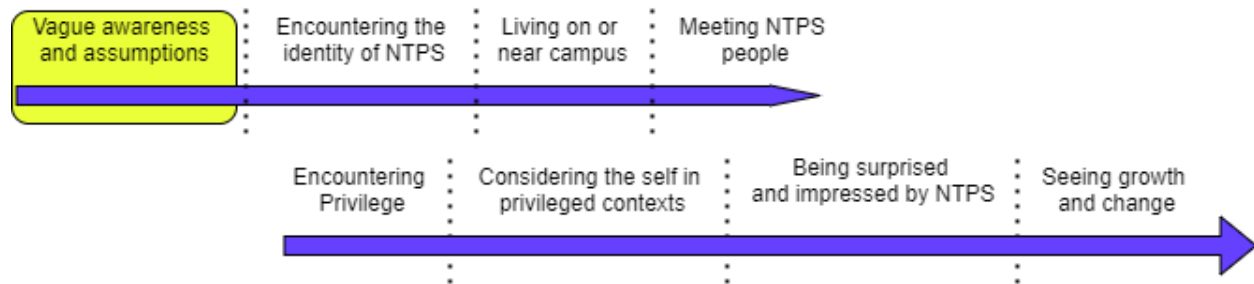 Vague awareness
and assumptions
Encountering the
identity of NTPS
Living on or
near campus
Meeting NTPS
people
Encountering
Privilege
Considering the self in
privileged contexts
Being surprised
and impressed by NTPS
Seeing growth
and change